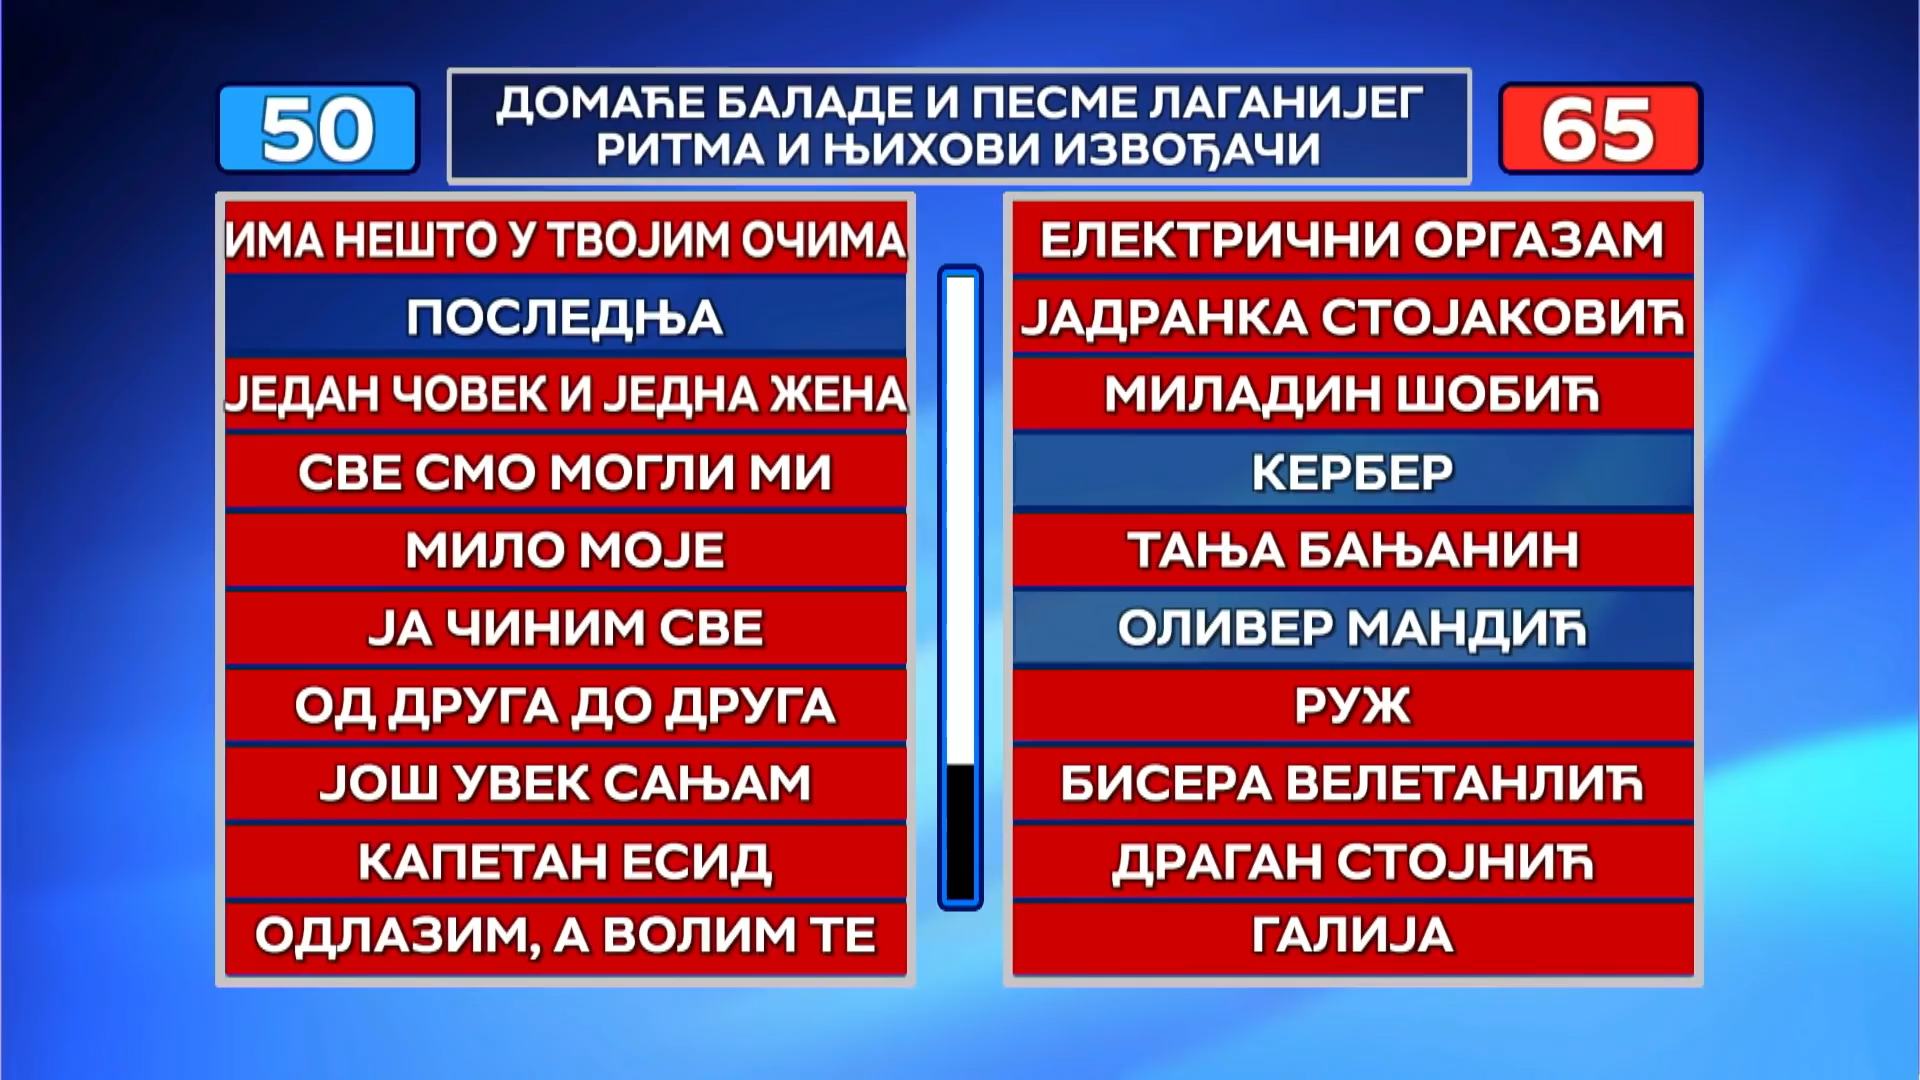 50
ДОМАЋЕ БАЛАДЕ И ПЕСМЕ ЛАГАНИЈЕГ
РИТМА И ЊИХОВИ ИЗВОЂАЧИ
65
ИМА НЕШТО У ТВОЈИМ ОЧИМА
ПОСЛЕДЊА
ЈЕДАН ЧОВЕК И ЈЕДНА ЖЕНА
СВЕ СМО МОГЛИ МИ
МИЛО МОЈЕ
ЈА ЧИНИМ СВЕ
ОД ДРУГА ДО ДРУГА
ЈОШ УВЕК САЊАМ
КАПЕТАН ЕСИД
ОДЛАЗИМ, А ВОЛИМ ТЕ
ЕЛЕКТРИЧНИ ОРГАЗАМ
ЈАДРАНКА СТОЈАКОВИЋ
МИЛАДИН ШОБИЋ
КЕРБЕР
ТАЊА БАЊАНИН
ОЛИВЕР МАНДИЋ
РУЖ
БИСЕРА ВЕЛЕТАНЛИЋ
ДРАГАН СТОЈНИЋ
ГАЛИЈА